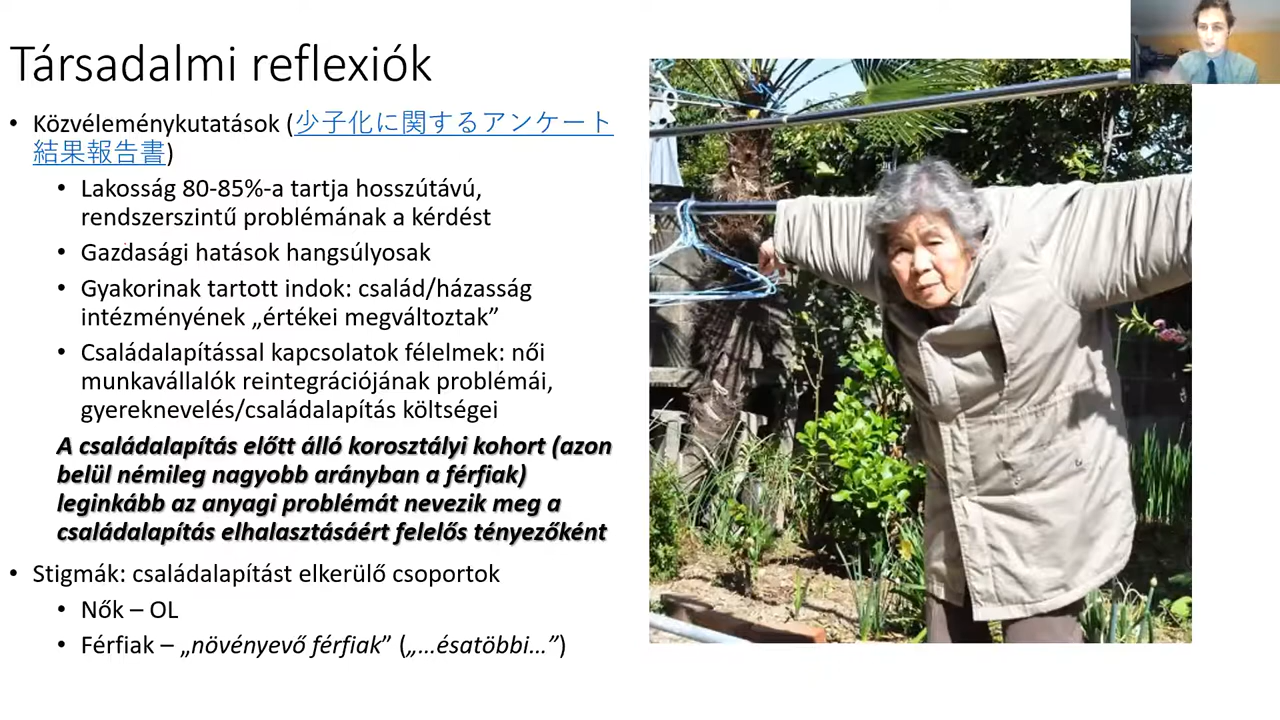 Társadalmi reflexiók
• Közvéleménykutatások (少子化に関するアンケート
結果報告書)
• Lakosság 80-85%-a tartja hosszútávú,
rendszerszintű problémának a kérdést
• Gazdasági hatások hangsúlyosak
• Gyakorinak tartott indok: család/házasság
intézményének „értékei megváltoztak”
• Családalapítással kapcsolatok félelmek: női
munkavállalók reintegrációjának problémái,
gyereknevelés/családalapítás költségei
A családalapítás előtt álló korosztályi kohort (azon
belül némileg nagyobb arányban a férfiak)
leginkább az anyagi problémát nevezik meg a
családalapítás elhalasztásáért felelős tényezőként
• Stigmák: családalapítást elkerülő csoportok
• Nők – OL
• Férfiak – „növényevő férfiak” („…ésatöbbi…”)